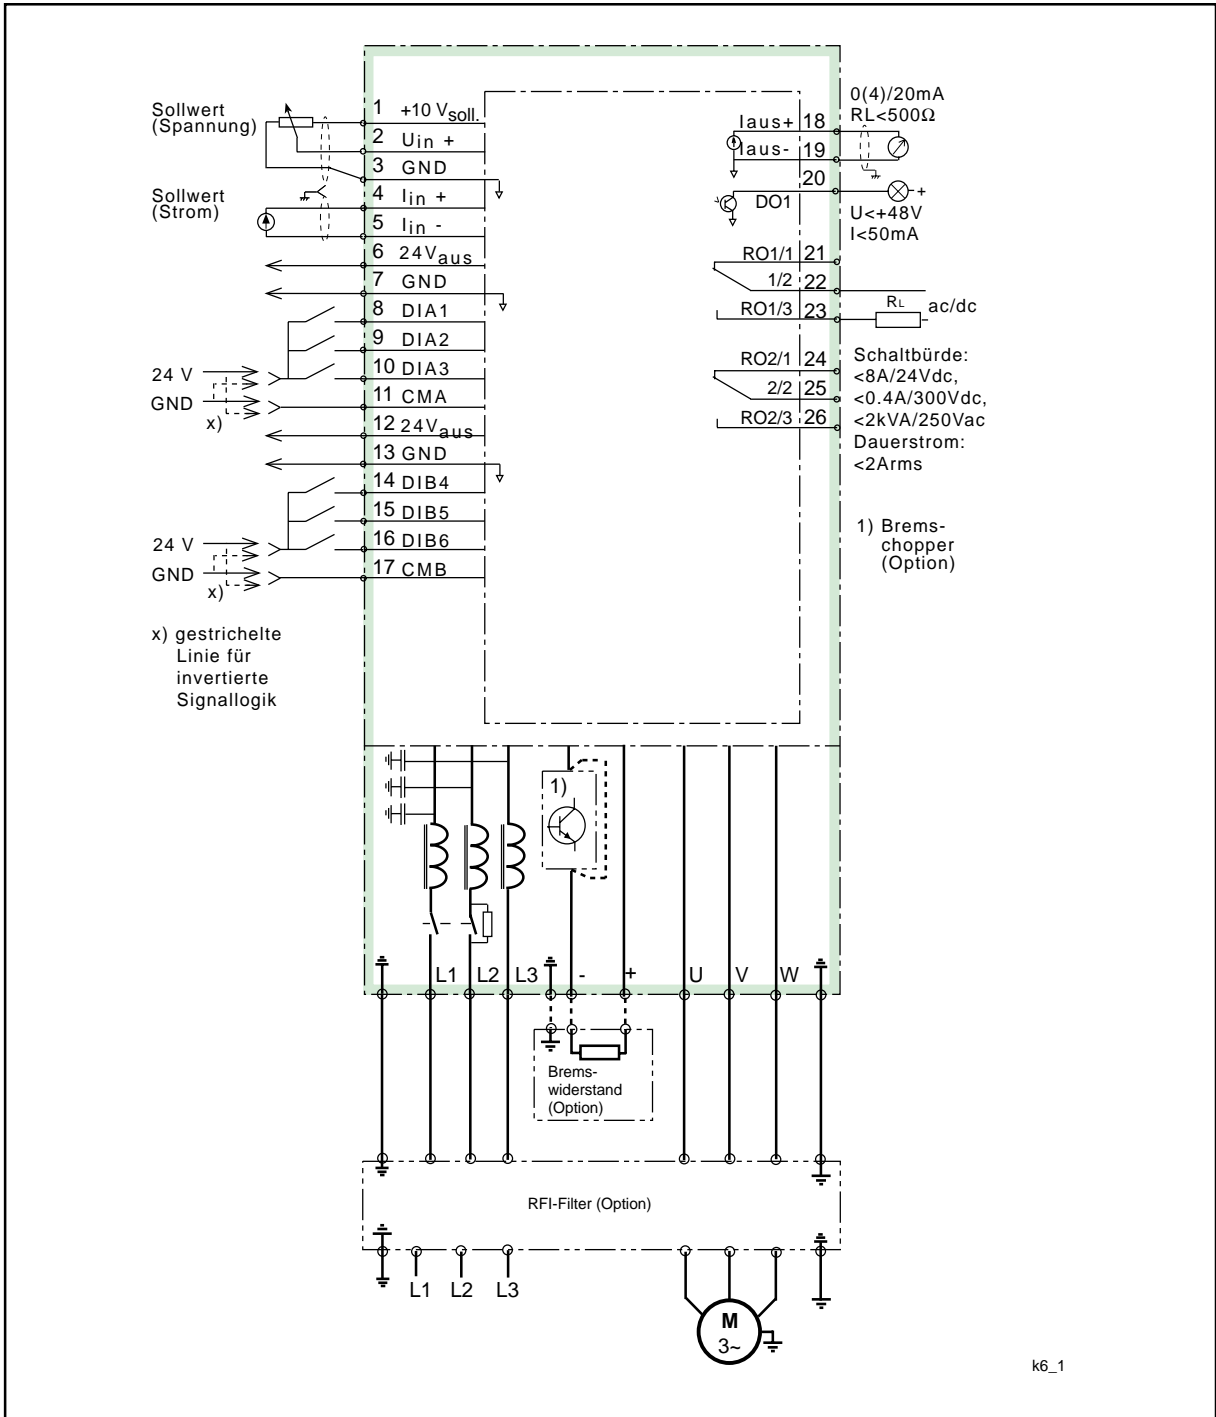 Sollwert
(Spannung)
1 +10 Vsoll.
2 Uin +
3 GND
Sollwert
(Strom)
4 Iin +
5 Iin -
6 24Vaus
7 GND
8 DIA1
9 DIA2
10 DIA3
11 CMA
24 V
GND
x)
12 24Vaus
13 GND
14 DIB4
15 DIB5
16 DIB6
17 CMB
24 V
GND
x)
x) gestrichelte
Linie für
invertierte
Signallogik
0(4)/20mA
RL<500Ω
Iaus+ 18
Iaus- 19
20
DO1
+
U<+48V
I<50mA
RO1/1 21
1/2 22
RO1/3 23
RL
ac/dc
RO2/1 24
2/2 25
RO2/3 26
Schaltbürde:
<8A/24Vdc,
<0.4A/300Vdc,
<2kVA/250Vac
Dauerstrom:
<2Arms
1) Brems-
chopper
(Option)
1)
L1 L2 L3 - + U V W
Brems-
widerstand
(Option)
RFI-Filter (Option)
L1 L2 L3
M
3~
k6_1